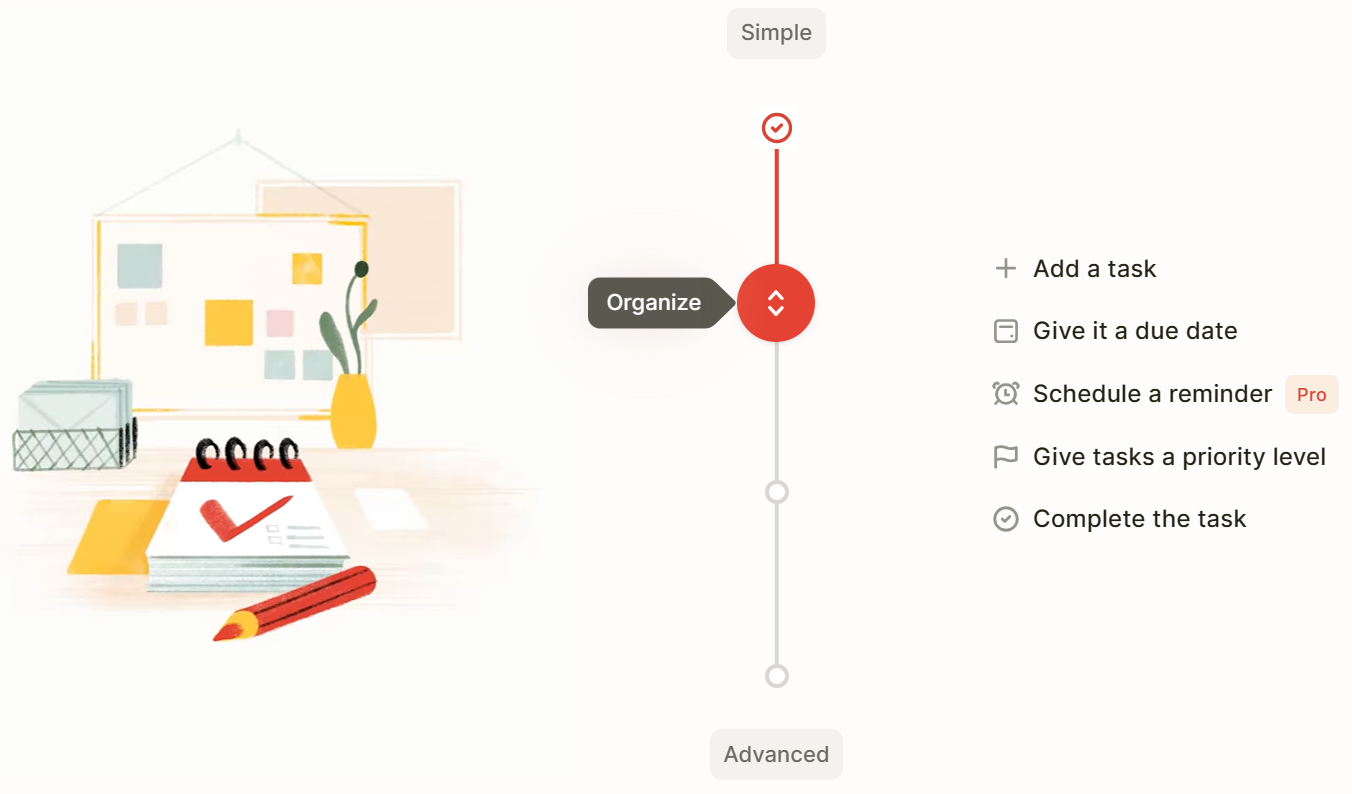 Simple
Organize
Add a task
Give it a due date
Schedule a reminder Pro
Give tasks a priority level
Complete the task
Advanced